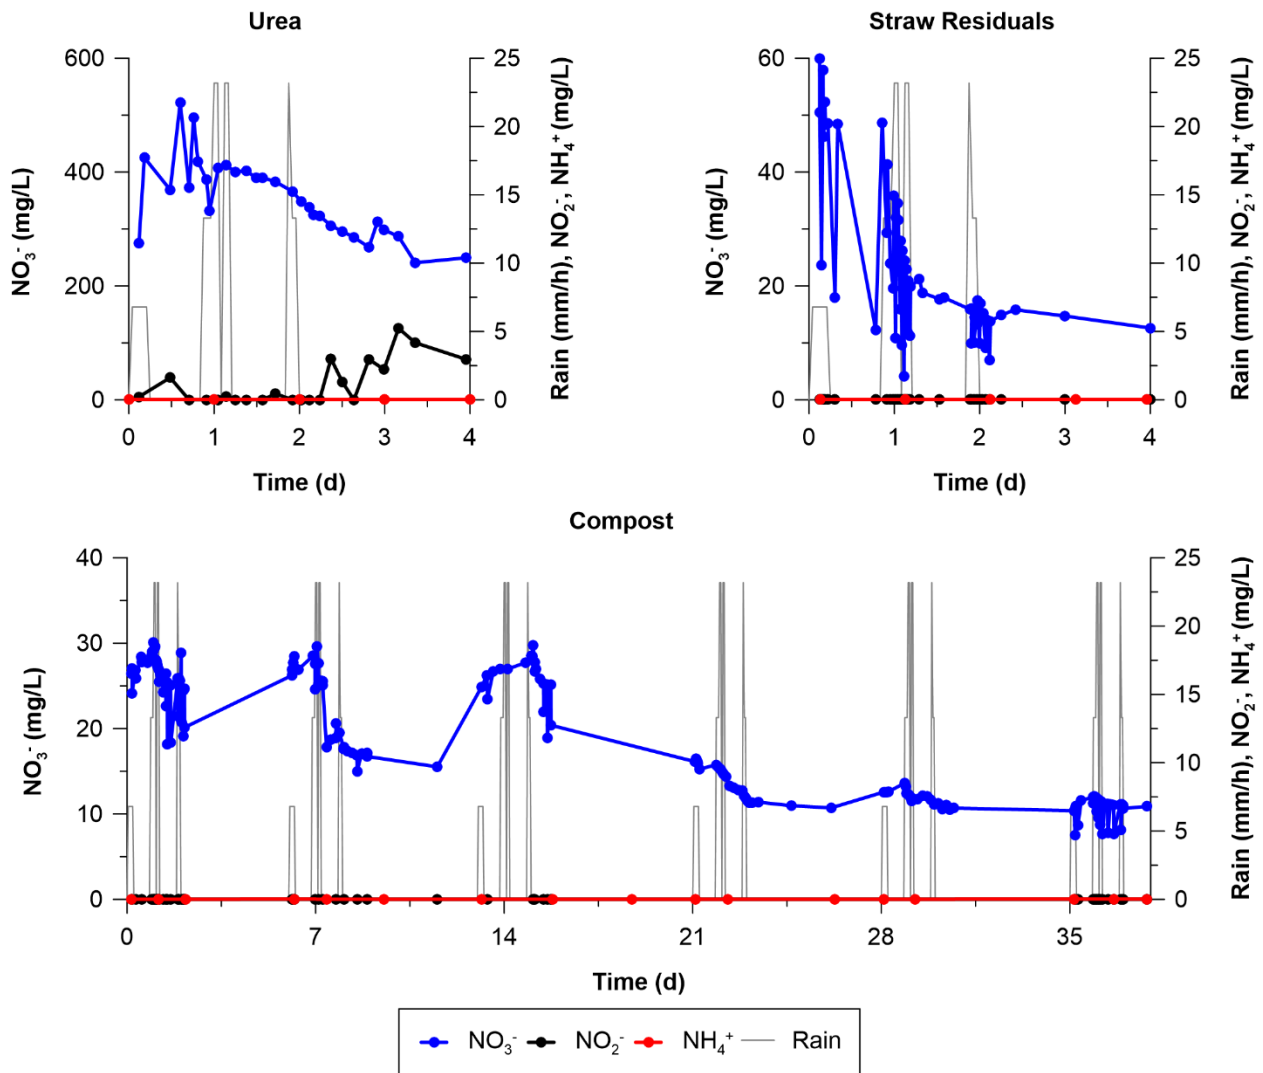 Urea
600
400
200
0
NO₃⁻ (mg/L)
25
20
15
10
5
0
Rain (mm/h), NO₂⁻, NH₄⁺ (mg/L)
0 1 2 3 4
Time (d)
Straw Residuals
60
40
20
0
NO₃⁻ (mg/L)
25
20
15
10
5
0
Rain (mm/h), NO₂⁻, NH₄⁺ (mg/L)
0 1 2 3 4
Time (d)
Compost
40
30
20
10
0
NO₃⁻ (mg/L)
25
20
15
10
5
0
Rain (mm/h), NO₂⁻, NH₄⁺ (mg/L)
0 7 14 21 28 35
Time (d)
NO₃⁻ NO₂⁻ NH₄⁺ Rain